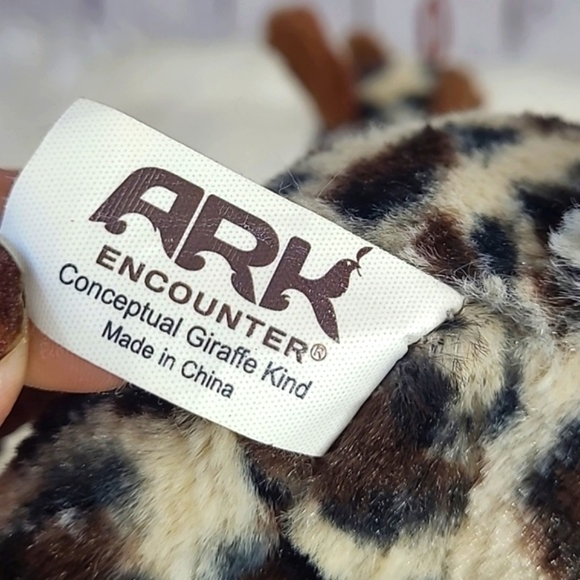 ARK
ENCOUNTER®
Conceptual Giraffe Kind
Made in China